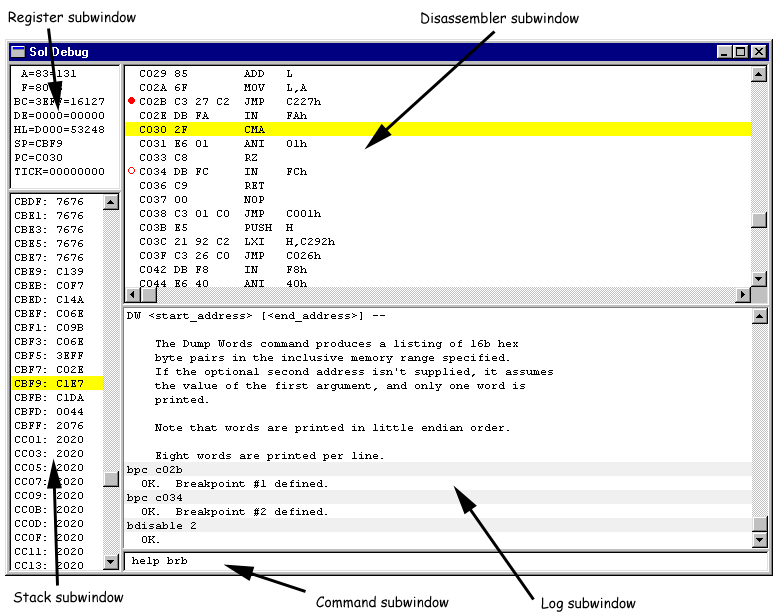 Register subwindow
Disassembler subwindow
Sol Debug
A=83=131
BC=3EFF=16127
DE=0000=00000
HL=D000=53248
SP=CBF9
PC=C030
TICK=00000000
C029 85 ADD L
C02A 6F MOV L,A
C02B C3 27 C2 JMP C227h
C02E DB FA IN FAh
C030 2F CMA
C031 E6 01 ANI 01h
C033 C8 RZ
C034 DB FC IN FCh
C036 C9 RET
C037 00 NOP
C038 C3 01 C0 JMP C001h
C03B E5 PUSH H
C03C 21 92 C2 LXI H,C292h
C03F C3 26 C0 JMP C026h
C042 DB F8 IN F8h
C044 E6 40 ANI 40h
CBDF: 7676
CBE1: 7676
CBE3: 7676
CBE5: 7676
CBE7: 7676
CBE9: C139
CBEB: C0F7
CBED: C14A
CBEF: C06E
CBF1: C09B
CBF3: C06E
CBF5: 3EFF
CBF7: C02E
CBF9: C1E7
CBFB: C1DA
CBFD: 0044
CBFF: 2076
CC01: 2020
CC03: 2020
CC05: 2020
CC07: 2020
CC09: 2020
CC0B: 2020
CC0D: 2020
CC0F: 2020
CC11: 2020
CC13: 2020
DW <start_address> [<end_address>] --
The Dump Words command produces a listing of 16b hex
byte pairs in the inclusive memory range specified.
If the optional second address isn't supplied, it assumes
the value of the first argument, and only one word is
printed.
Note that words are printed in little endian order.
Eight words are printed per line.
bpc c02b
OK. Breakpoint #1 defined.
bpc c034
OK. Breakpoint #2 defined.
bdisable 2
OK.
help brb
Stack subwindow
Command subwindow
Log subwindow